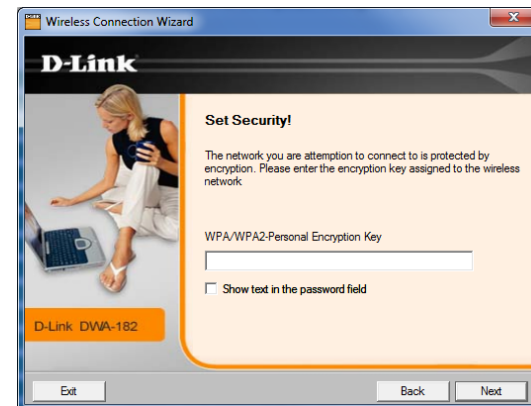 Wireless Connection Wizard
D-Link
Set Security!
The network you are attemption to connect to is protected by
encryption. Please enter the encryption key assigned to the wireless
network
WPA/WPA2-Personal Encryption Key
Show text in the password field
D-Link DWA-182
Exit
Back
Next